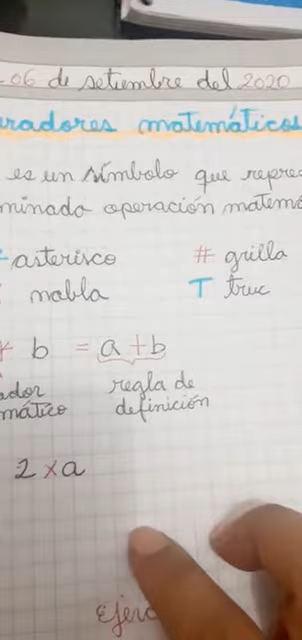 06 de setiembre del 2020
radores matemáticos
es un símbolo que repre
minado operación matemá
asterisco # grilla
nabla T truc
* b = a + b
ador regla de
mático definición
2 x a
Ejerc